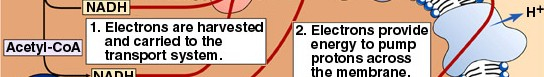 NADH
1. Electrons are harvested
and carried to the
transport system.
2. Electrons provide
energy to pump
protons across
the membrane.
H+
Acetyl-CoA
NADH